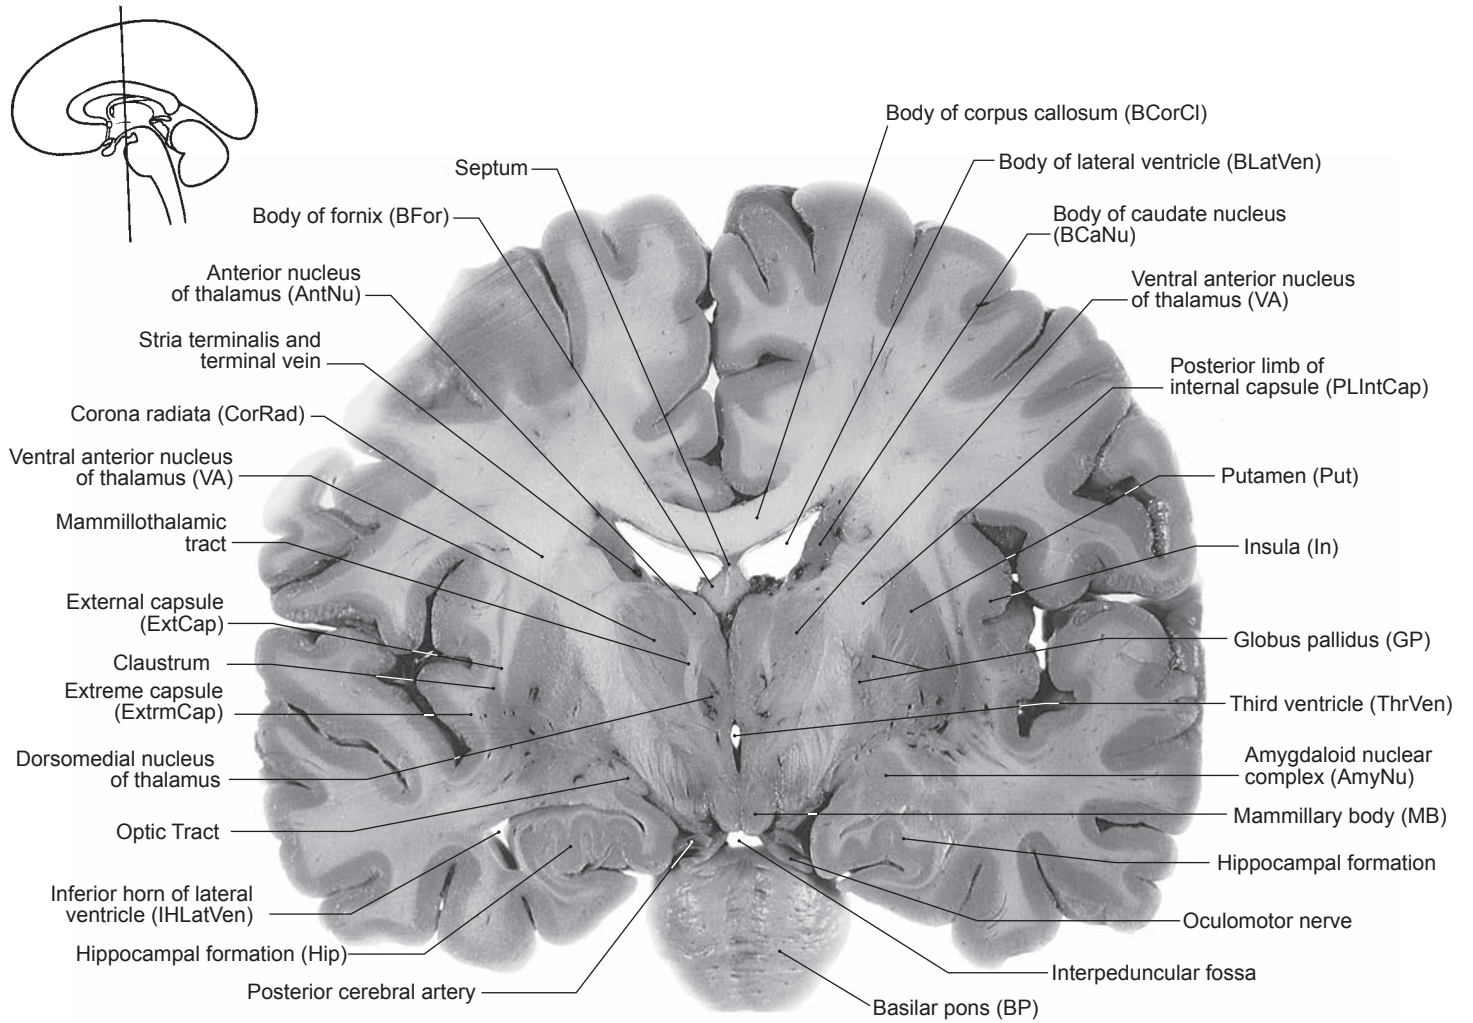 Body of corpus callosum (BCorCl)
Septum
Body of lateral ventricle (BLatVen)
Body of fornix (BFor)
Body of caudate nucleus
(BCaNu)
Anterior nucleus
of thalamus (AntNu)
Ventral anterior nucleus
of thalamus (VA)
Stria terminalis and
terminal vein
Posterior limb of
internal capsule (PLIntCap)
Corona radiata (CorRad)
Ventral anterior nucleus
of thalamus (VA)
Putamen (Put)
Mammillothalamic
tract
Insula (In)
External capsule
(ExtCap)
Globus pallidus (GP)
Claustrum
Extreme capsule
(ExtrmCap)
Third ventricle (ThrVen)
Dorsomedial nucleus
of thalamus
Amygdaloid nuclear
complex (AmyNu)
Optic Tract
Mammillary body (MB)
Hippocampal formation
Inferior horn of lateral
ventricle (IHLatVen)
Oculomotor nerve
Hippocampal formation (Hip)
Interpeduncular fossa
Posterior cerebral artery
Basilar pons (BP)